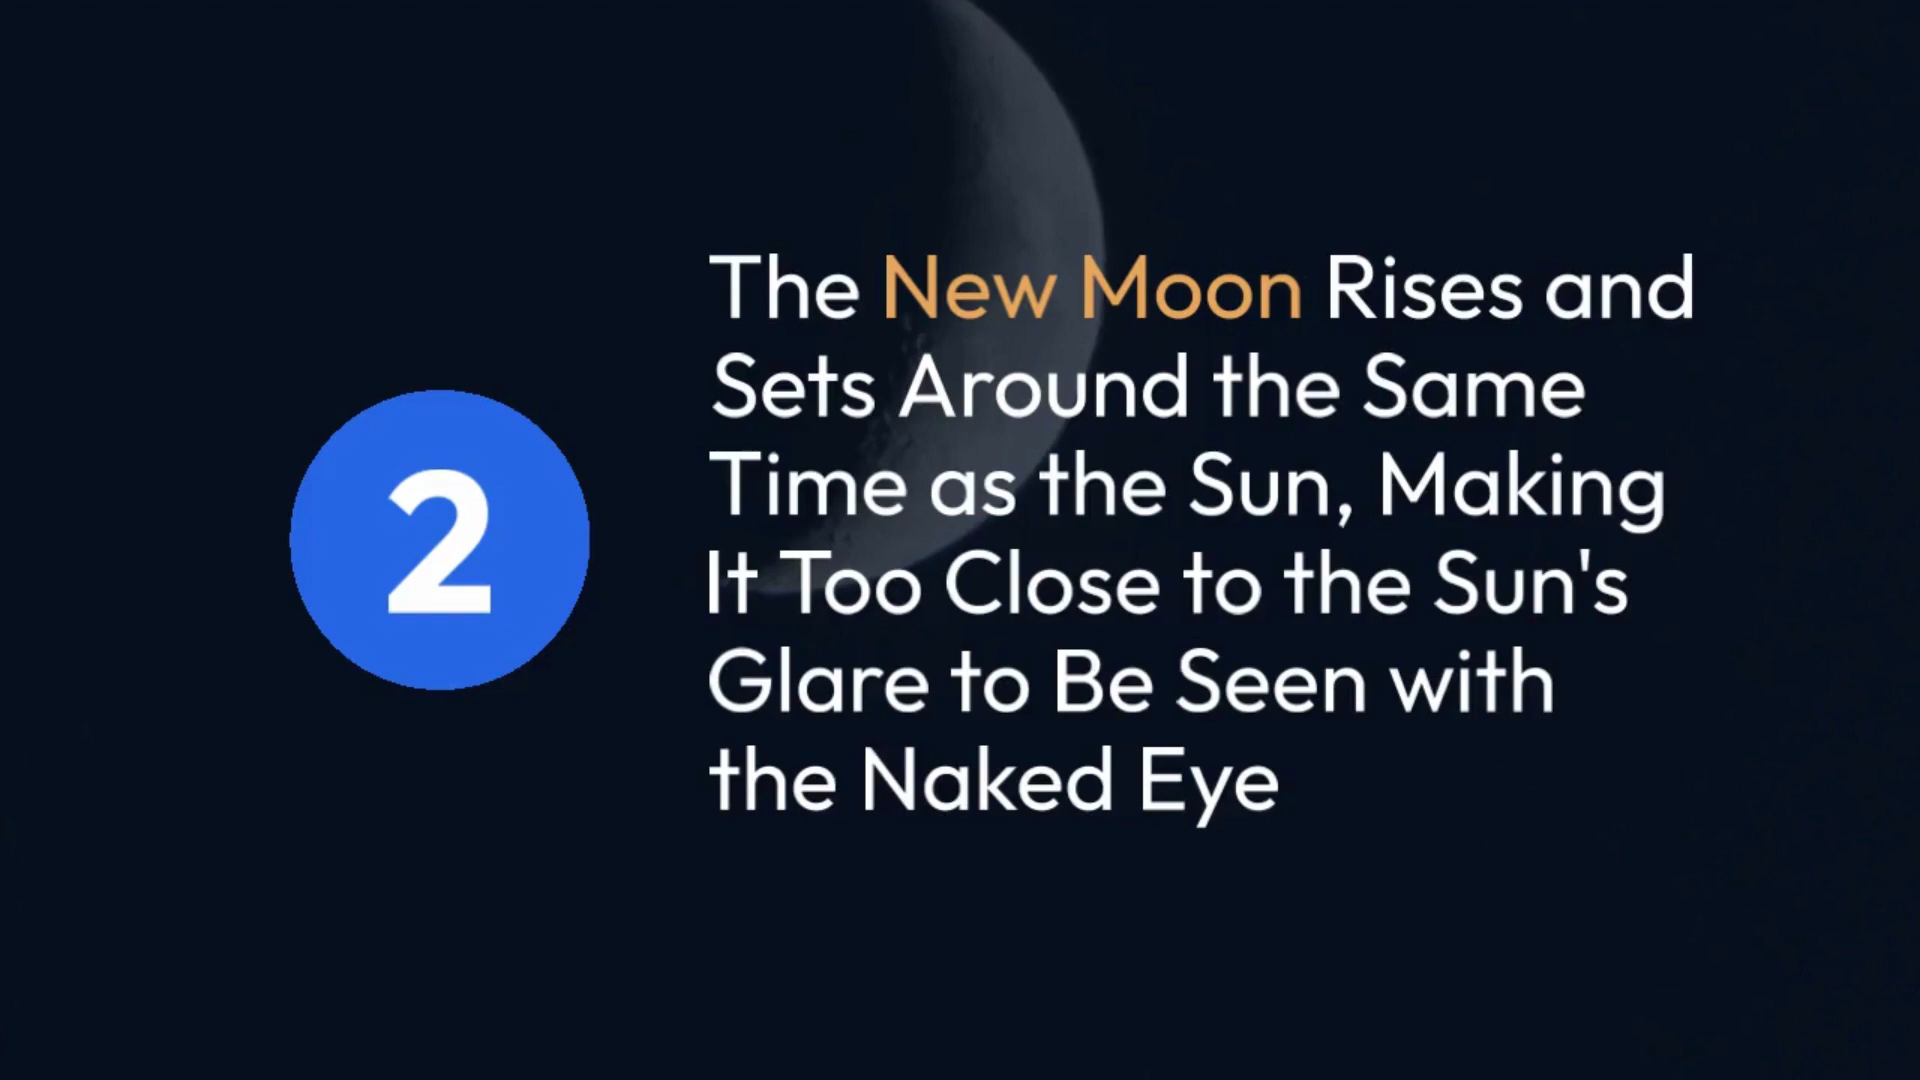 2
The New Moon Rises and
Sets Around the Same
Time as the Sun, Making
It Too Close to the Sun's
Glare to Be Seen with
the Naked Eye